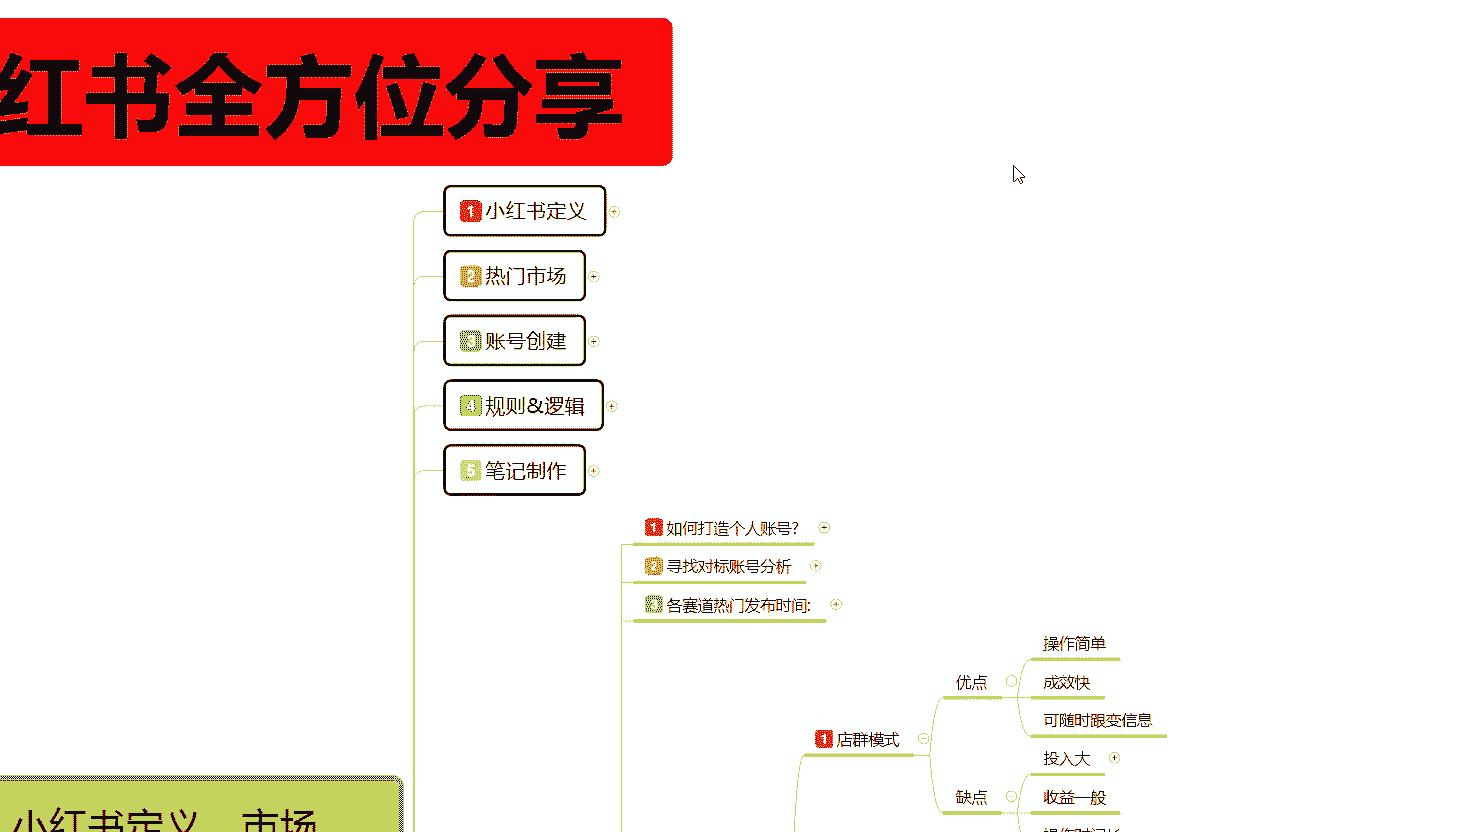 红书全方位分享
1 小红书定义
2 热门市场
3 账号创建
4 规则&逻辑
5 笔记制作
1 如何打造个人账号?
2 寻找对标账号分析
3 各赛道热门发布时间:
操作简单
优点
成效快
可随时跟变信息
1 店群模式
投入大
缺点
收益一般
操作时间长
小红书定义 市场